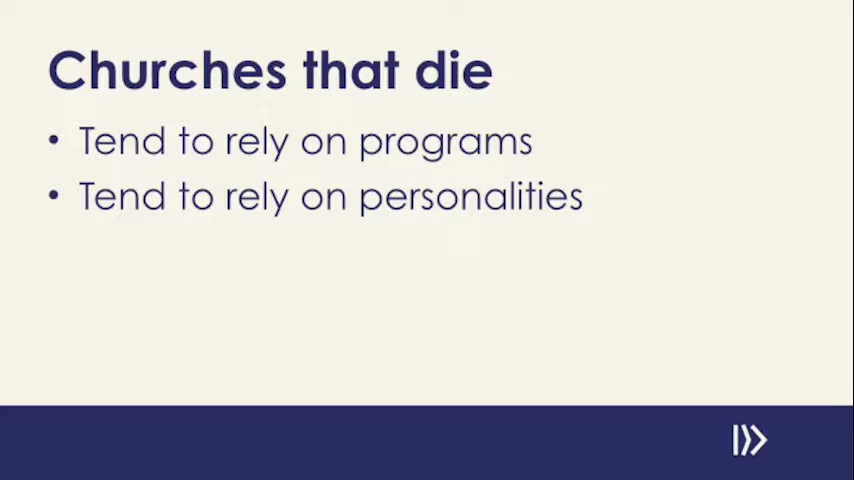 Churches that die
• Tend to rely on programs
• Tend to rely on personalities